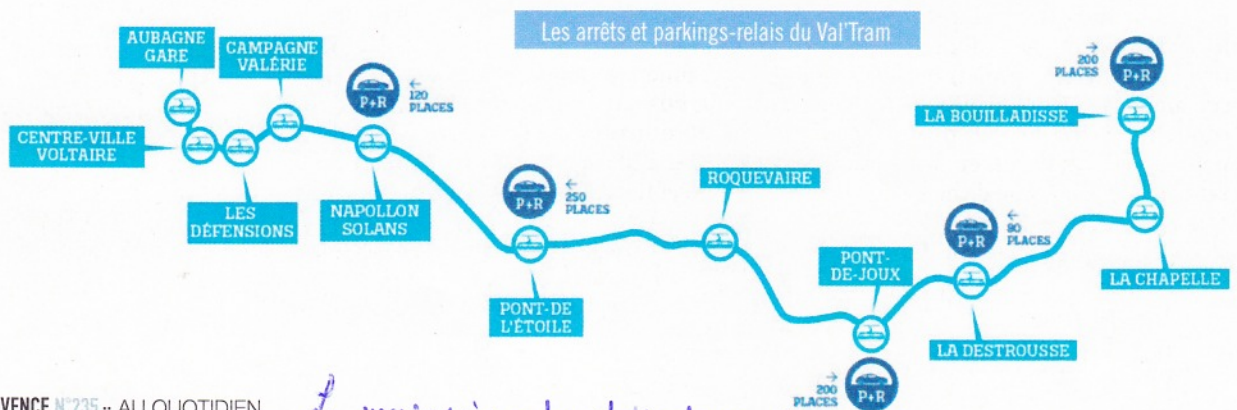 Les arrêts et parkings-relais du Val'Tram
AUBAGNE
GARE
CAMPAGNE
VALÉRIE
P+R
←
120
PLACES
→
200
PLACES
P+R
CENTRE-VILLE
VOLTAIRE
LA BOUILLADISSE
LES
DÉFENSIONS
NAPOLLON
SOLANS
P+R
←
250
PLACES
ROQUEVAIRE
P+R
←
80
PLACES
PONT-
DE-JOUX
LA CHAPELLE
PONT-DE
L'ÉTOILE
LA DESTROUSSE
→
200
PLACES
P+R
VENCE N°235 :: AU QUOTIDIEN